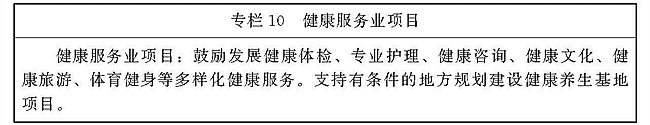 专栏 10 健康服务业项目
健康服务业项目：鼓励发展健康体检、专业护理、健康咨询、健康文化、健
康旅游、体育健身等多样化健康服务。支持有条件的地方规划建设健康养生基地
项目。